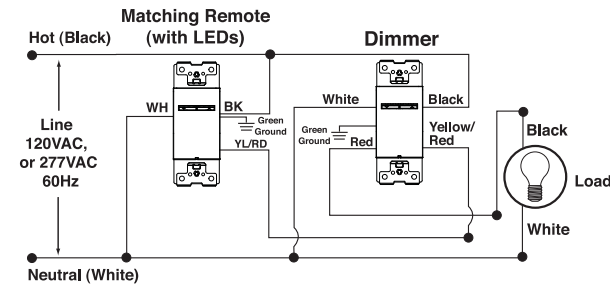 Matching Remote
(with LEDs)
Dimmer
Hot (Black)
Line
120VAC,
or 277VAC
60Hz
WH
BK
Green
Ground
YL/RD
White
Black
Green
Ground
Red
Yellow/
Red
Black
Load
White
Neutral (White)